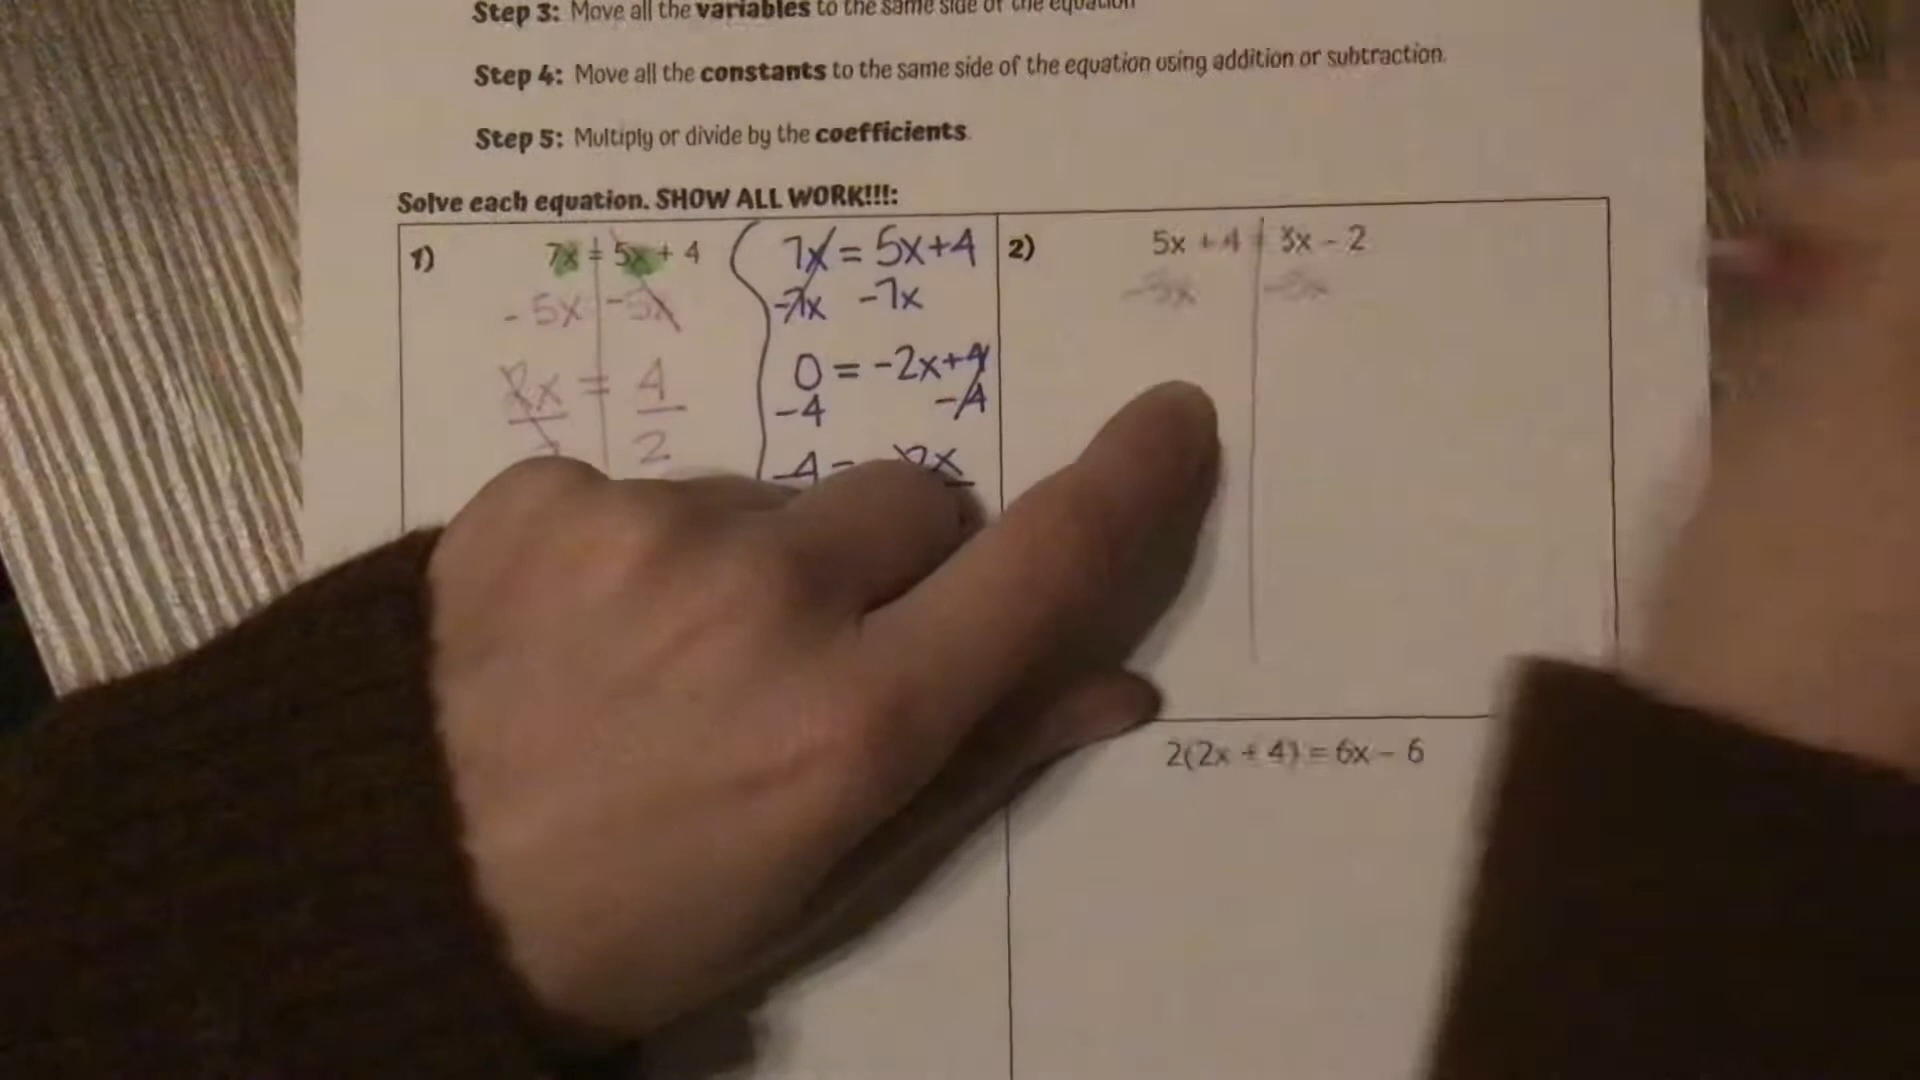 Step 3: Move all the variables to the same side of the equation
Step 4: Move all the constants to the same side of the equation using addition or subtraction.
Step 5: Multiply or divide by the coefficients.
Solve each equation. SHOW ALL WORK!!!:
1) 7x = 5x + 4
- 5x -5x
2x = 4
2
7x = 5x+4
-7x -7x
0 = -2x+4
-4 -4
-4 = 2x
2) 5x + 4 = 3x - 2
2(2x + 4) = 6x - 6